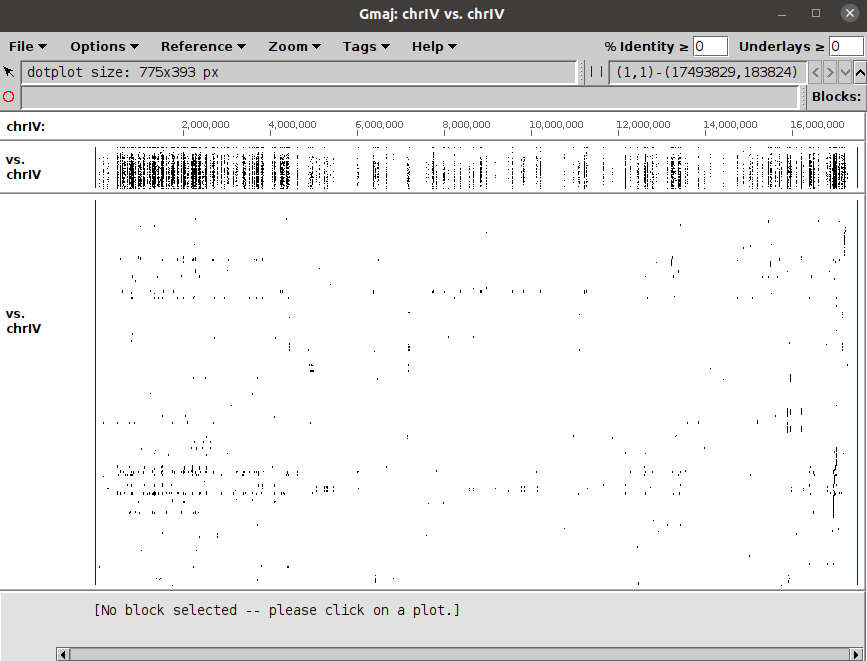 Gmaj: chrIV vs. chrIV
File Options Reference Zoom Tags Help % Identity ≥ 0 Underlays ≥ 0
dotplot size: 775x393 px (1,1)-(17493829,183824) < >
Blocks:
chrIV: 2,000,000 4,000,000 6,000,000 8,000,000 10,000,000 12,000,000 14,000,000 16,000,000
vs.
chrIV
vs.
chrIV
[No block selected -- please click on a plot.]